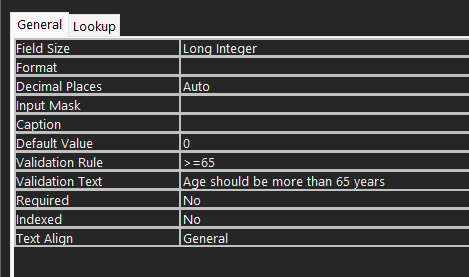 General Lookup
Field Size Long Integer
Format
Decimal Places Auto
Input Mask
Caption
Default Value 0
Validation Rule >=65
Validation Text Age should be more than 65 years
Required No
Indexed No
Text Align General